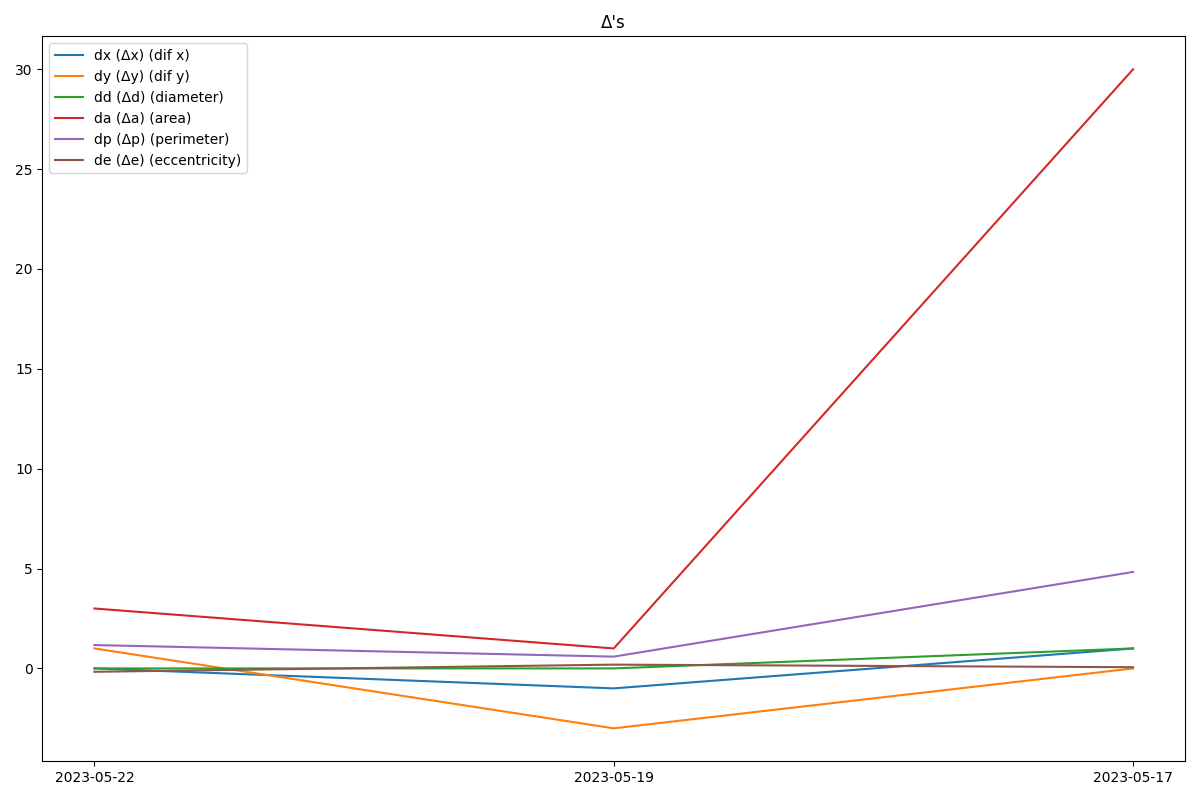 Δ's
dx (Δx) (dif x)
dy (Δy) (dif y)
dd (Δd) (diameter)
da (Δa) (area)
dp (Δp) (perimeter)
de (Δe) (eccentricity)
30
25
20
15
10
5
0
2023-05-22 2023-05-19 2023-05-17